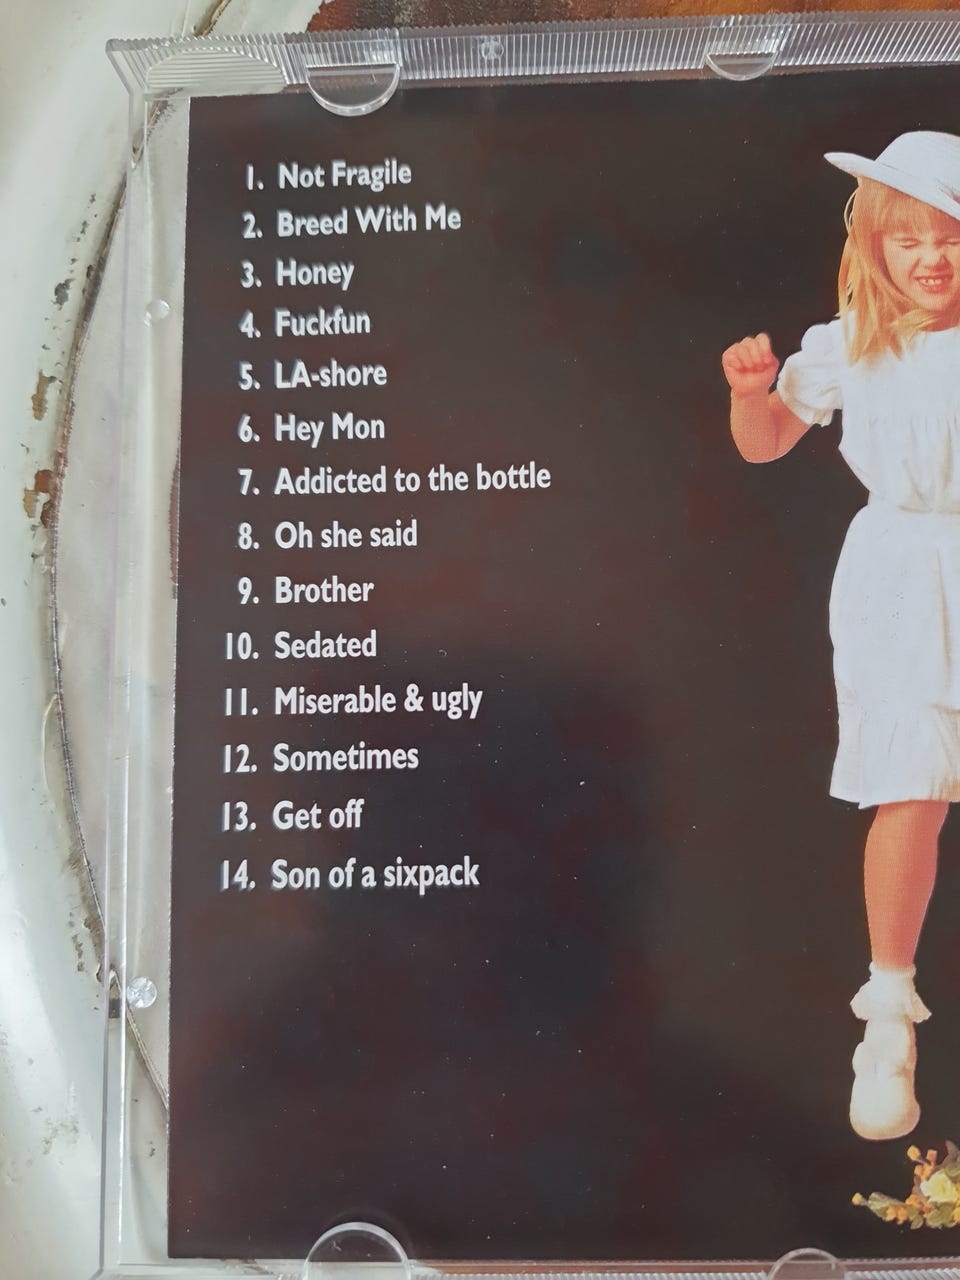 1. Not Fragile
2. Breed With Me
3. Honey
4. Fuckfun
5. LA-shore
6. Hey Mon
7. Addicted to the bottle
8. Oh she said
9. Brother
10. Sedated
11. Miserable & ugly
12. Sometimes
13. Get off
14. Son of a sixpack